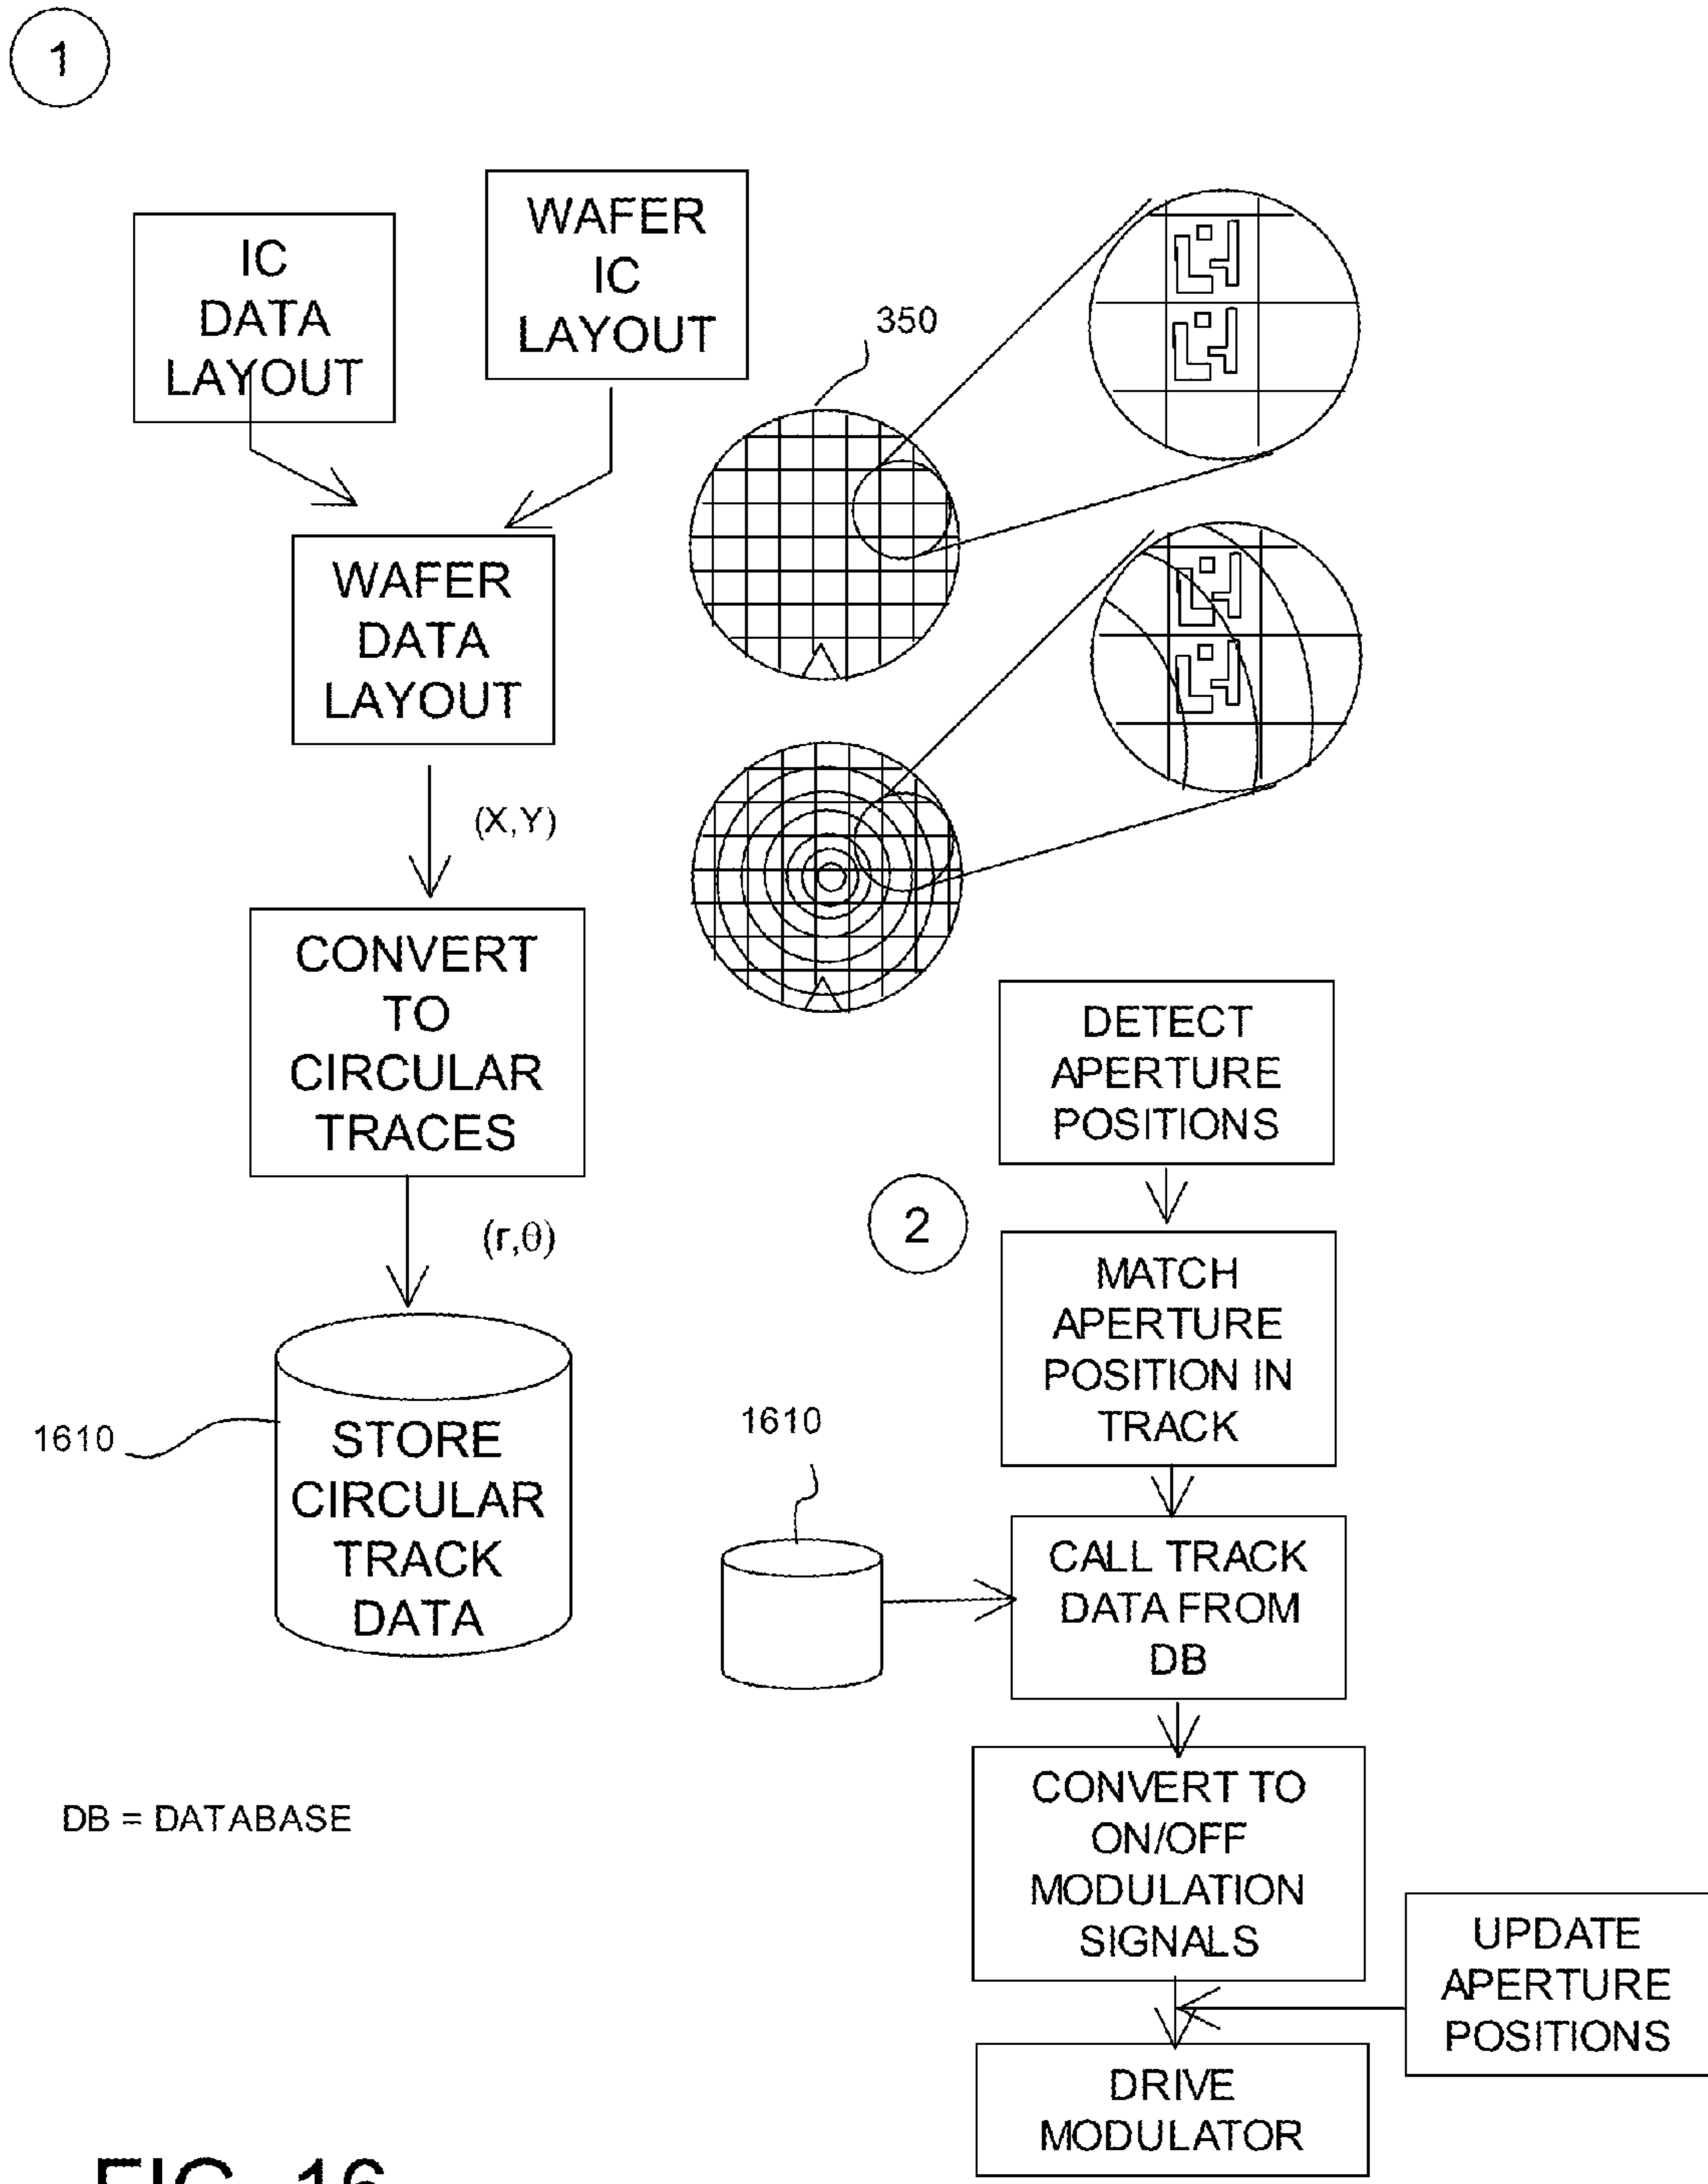 1
IC
DATA
LAYOUT
WAFER
IC
LAYOUT
350
WAFER
DATA
LAYOUT
(X,Y)
CONVERT
TO
CIRCULAR
TRACES
(r,θ)
1610
STORE
CIRCULAR
TRACK
DATA
DB = DATABASE
DETECT
APERTURE
POSITIONS
2
MATCH
APERTURE
POSITION IN
TRACK
1610
CALL TRACK
DATA FROM
DB
CONVERT TO
ON/OFF
MODULATION
SIGNALS
UPDATE
APERTURE
POSITIONS
DRIVE
MODULATOR
FIG. 16